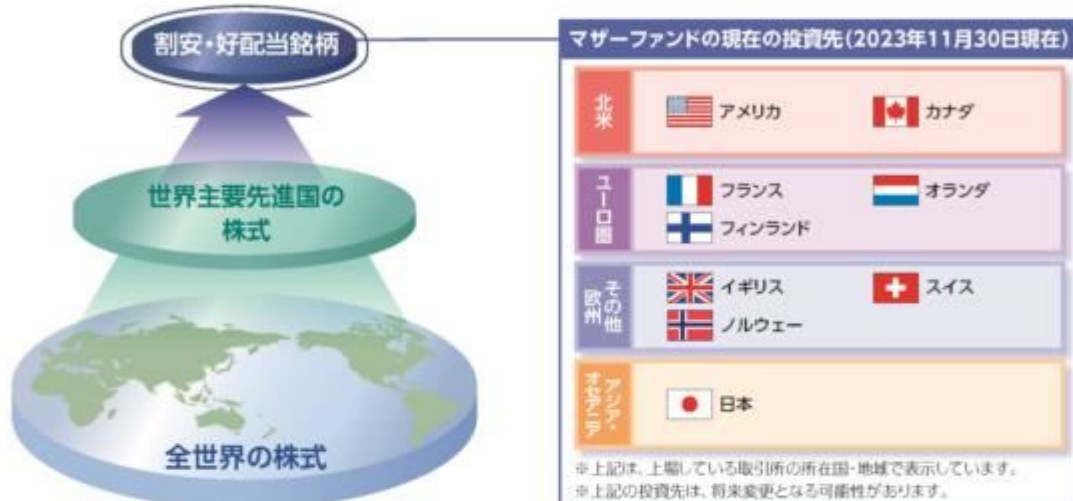 割安・好配当銘柄
世界主要先進国の
株式
全世界の株式
マザーファンドの現在の投資先(2023年11月30日現在)
北米
アメリカ
カナダ
ユーロ圏
フランス
オランダ
フィンランド
その他
欧州
イギリス
スイス
ノルウェー
アジア・
オセアニア
日本
※上記は、上場している取引所の所在国・地域で表示しています。
※上記の投資先は、将来変更となる可能性があります。